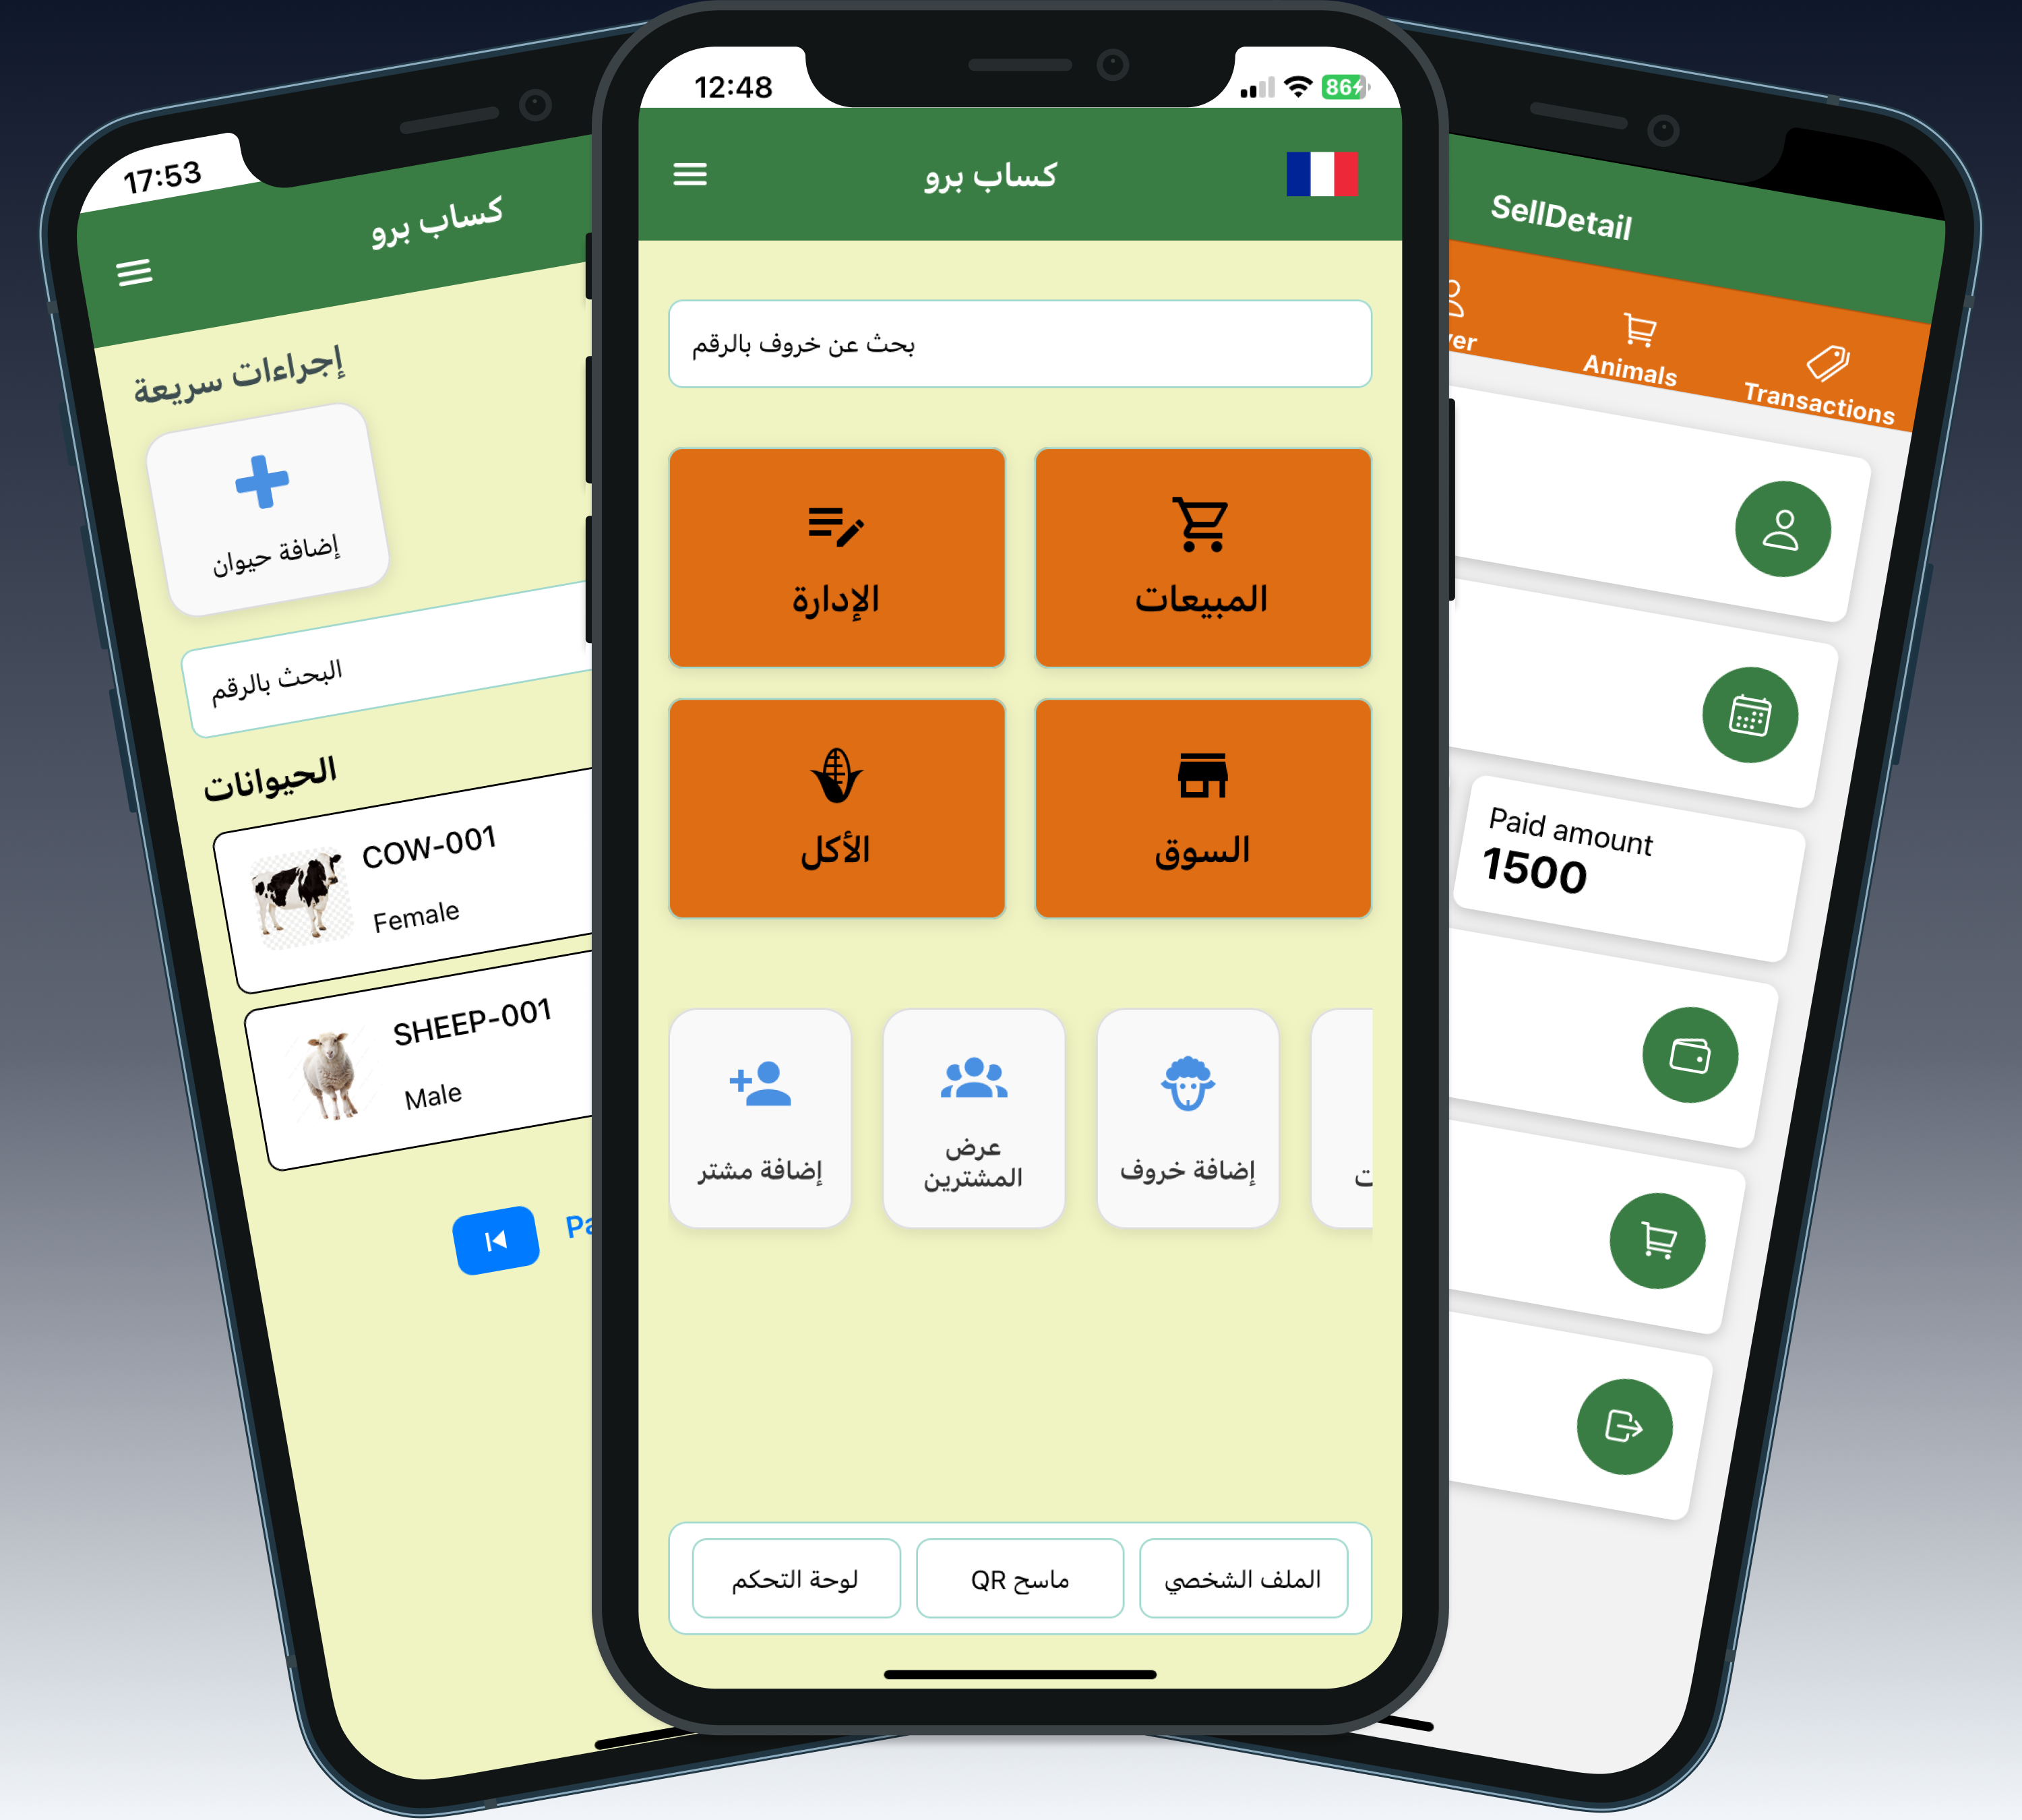 17:53
كساب برو
إجراءات سريعة
إضافة حيوان
البحث بالرقم
الحيوانات
COW-001
Female
SHEEP-001
Male
12:48
86
كساب برو
بحث عن خروف بالرقم
المبيعات
الإدارة
السوق
الأكل
إضافة مشتر
عرض
المشترين
إضافة خروف
الملف الشخصي
ماسح QR
لوحة التحكم
SellDetail
Animals
Transactions
Paid amount
1500